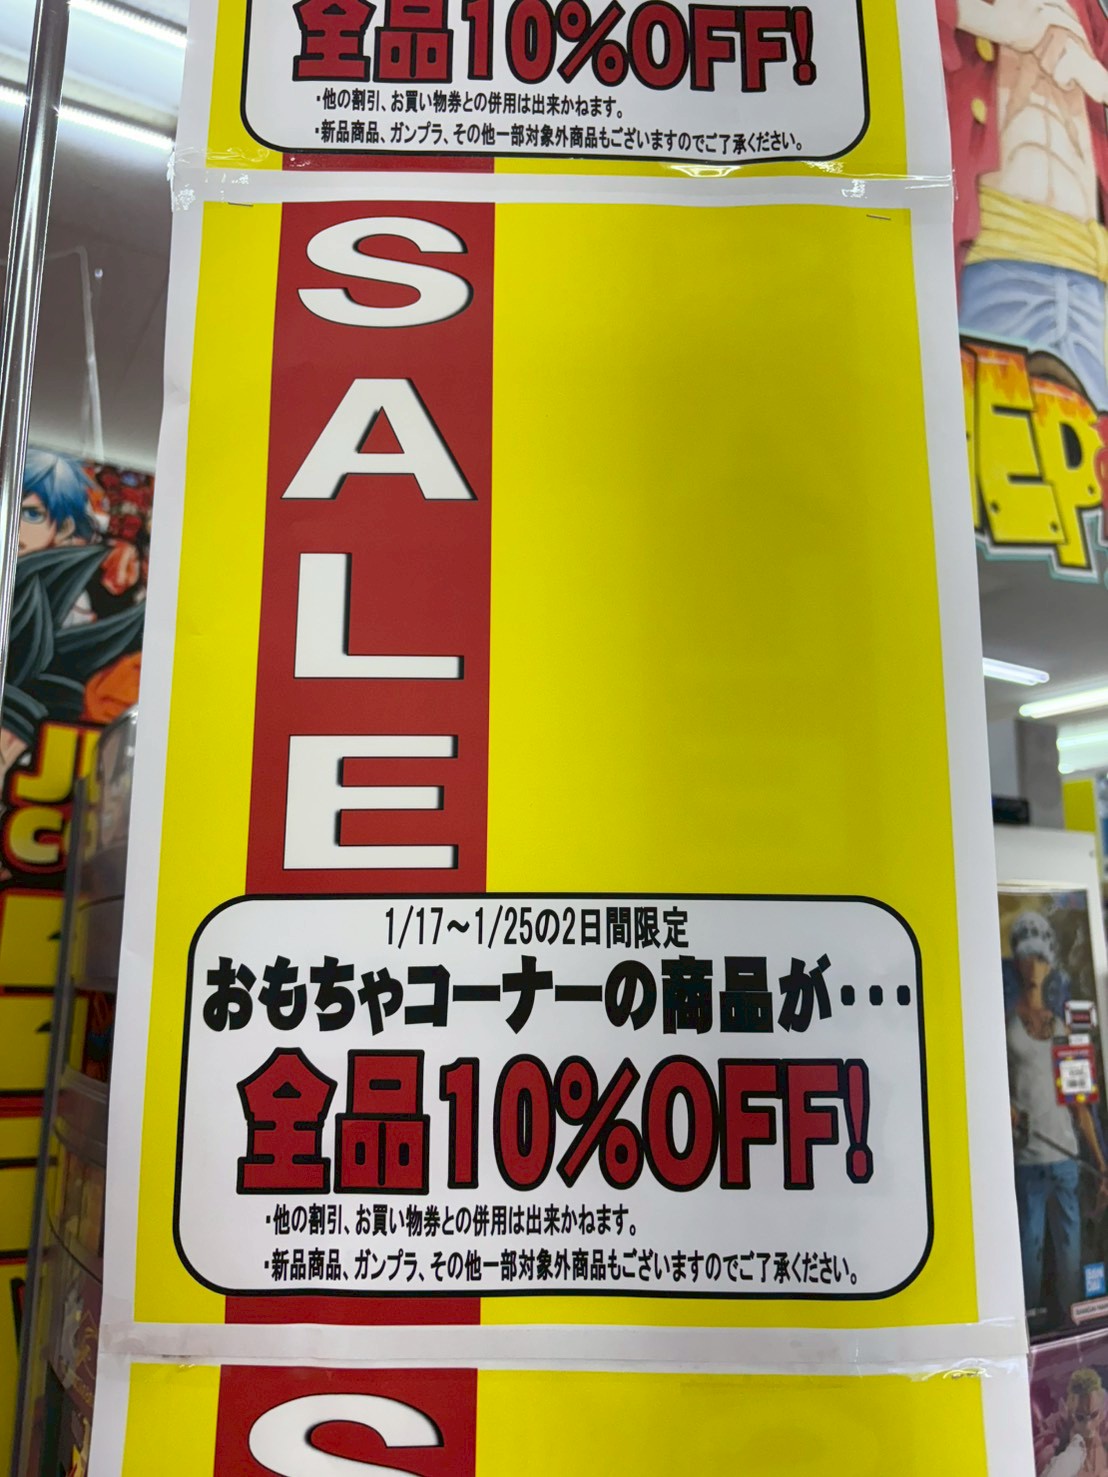 全品10%OFF!
・他の割引、お買い物券との併用は出来かねます。
・新品商品、ガンプラ、その他一部対象外商品もございますのでご了承ください。
SALE
1/17～1/25の2日間限定
おもちゃコーナーの商品が・・・
全品10%OFF!
・他の割引、お買い物券との併用は出来かねます。
・新品商品、ガンプラ、その他一部対象外商品もございますのでご了承ください。
S